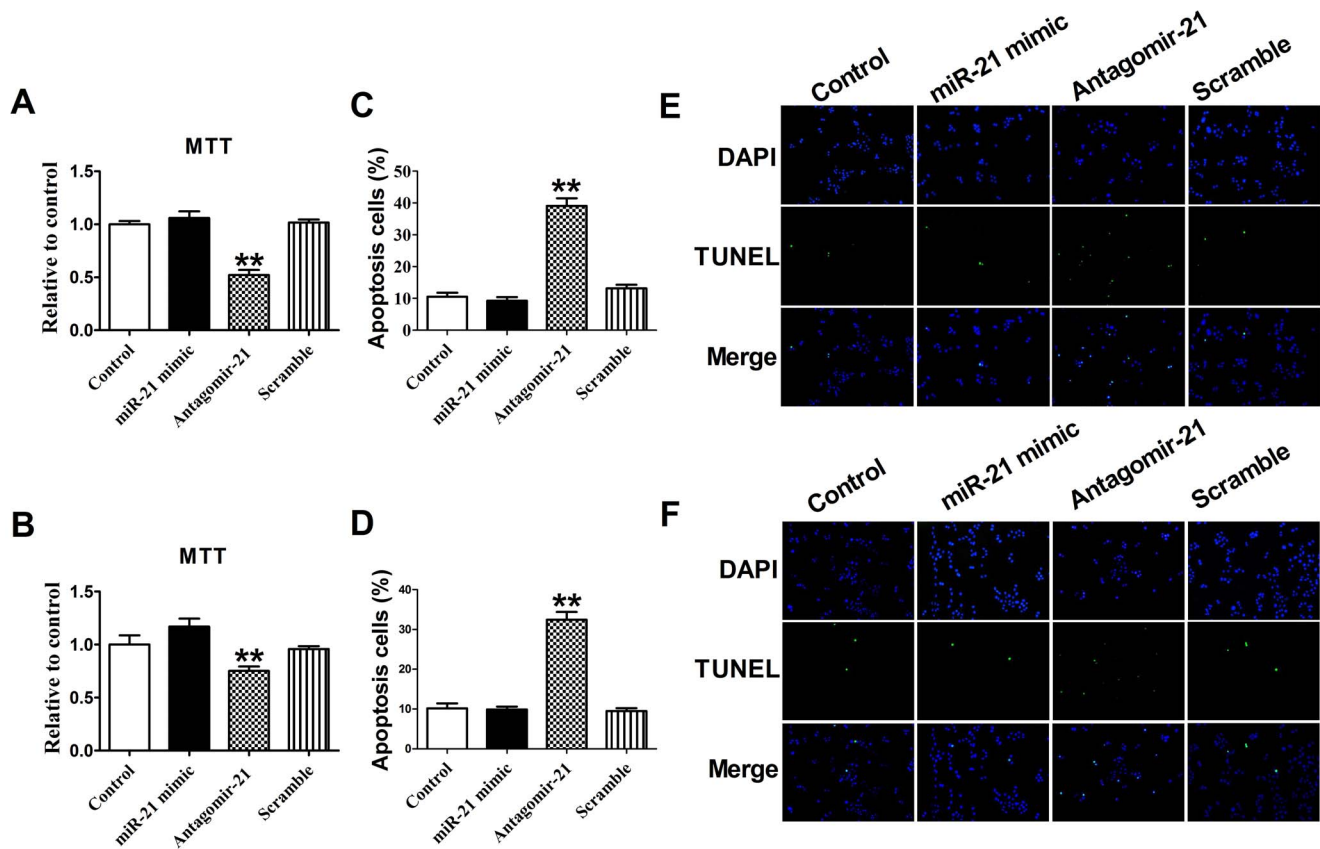 A
MTT
Relative to control
1.5
1.0
0.5
0.0
**
Control
miR-21 mimic
Antagomir-21
Scramble
C
Apoptosis cells (%)
50
40
30
20
10
0
**
Control
miR-21 mimic
Antagomir-21
Scramble
E
Control
miR-21 mimic
Antagomir-21
Scramble
DAPI
TUNEL
Merge
B
MTT
Relative to control
1.5
1.0
0.5
0.0
**
Control
miR-21 mimic
Antagomir-21
Scramble
D
Apoptosis cells (%)
40
30
20
10
0
**
Control
miR-21 mimic
Antagomir-21
Scramble
F
Control
miR-21 mimic
Antagomir-21
Scramble
DAPI
TUNEL
Merge